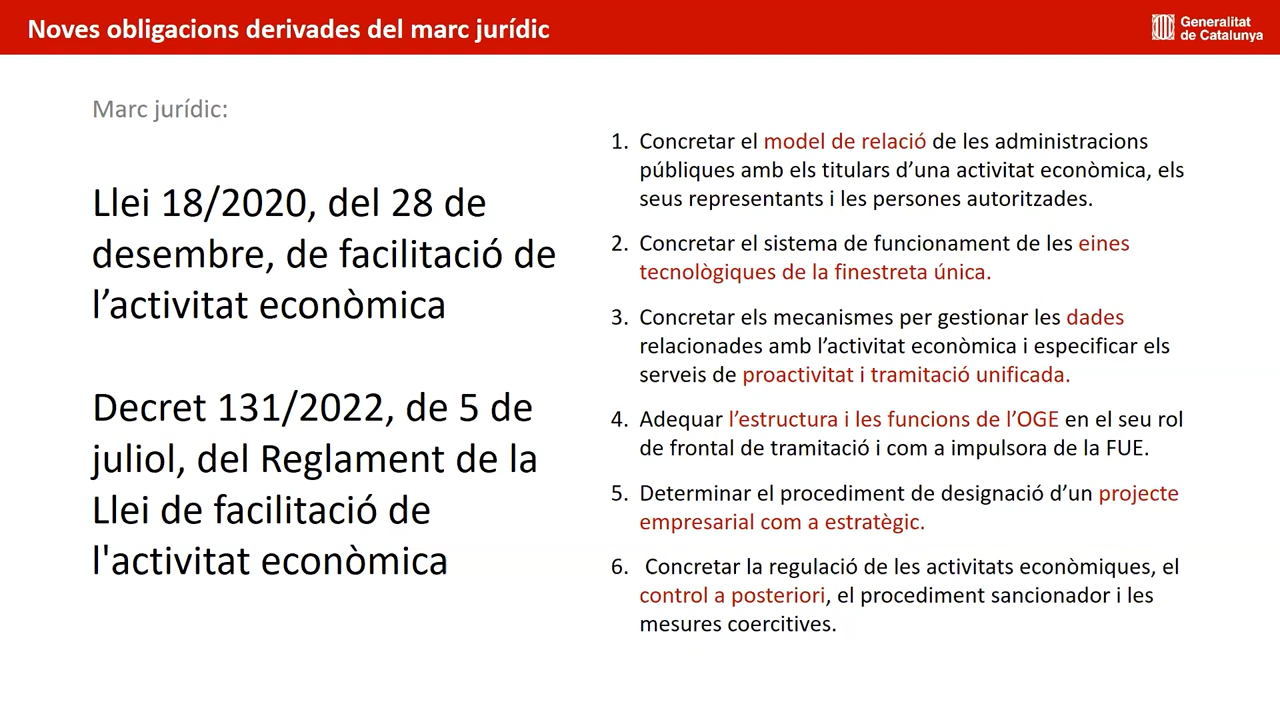 Noves obligacions derivades del marc jurídic
Generalitat
de Catalunya
Marc jurídic:
Llei 18/2020, del 28 de
desembre, de facilitació de
l’activitat econòmica
Decret 131/2022, de 5 de
juliol, del Reglament de la
Llei de facilitació de
l'activitat econòmica
1. Concretar el model de relació de les administracions
públiques amb els titulars d’una activitat econòmica, els
seus representants i les persones autoritzades.
2. Concretar el sistema de funcionament de les eines
tecnològiques de la finestreta única.
3. Concretar els mecanismes per gestionar les dades
relacionades amb l’activitat econòmica i especificar els
serveis de proactivitat i tramitació unificada.
4. Adequar l’estructura i les funcions de l’OGE en el seu rol
de frontal de tramitació i com a impulsora de la FUE.
5. Determinar el procediment de designació d’un projecte
empresarial com a estratègic.
6. Concretar la regulació de les activitats econòmiques, el
control a posteriori, el procediment sancionador i les
mesures coercitives.